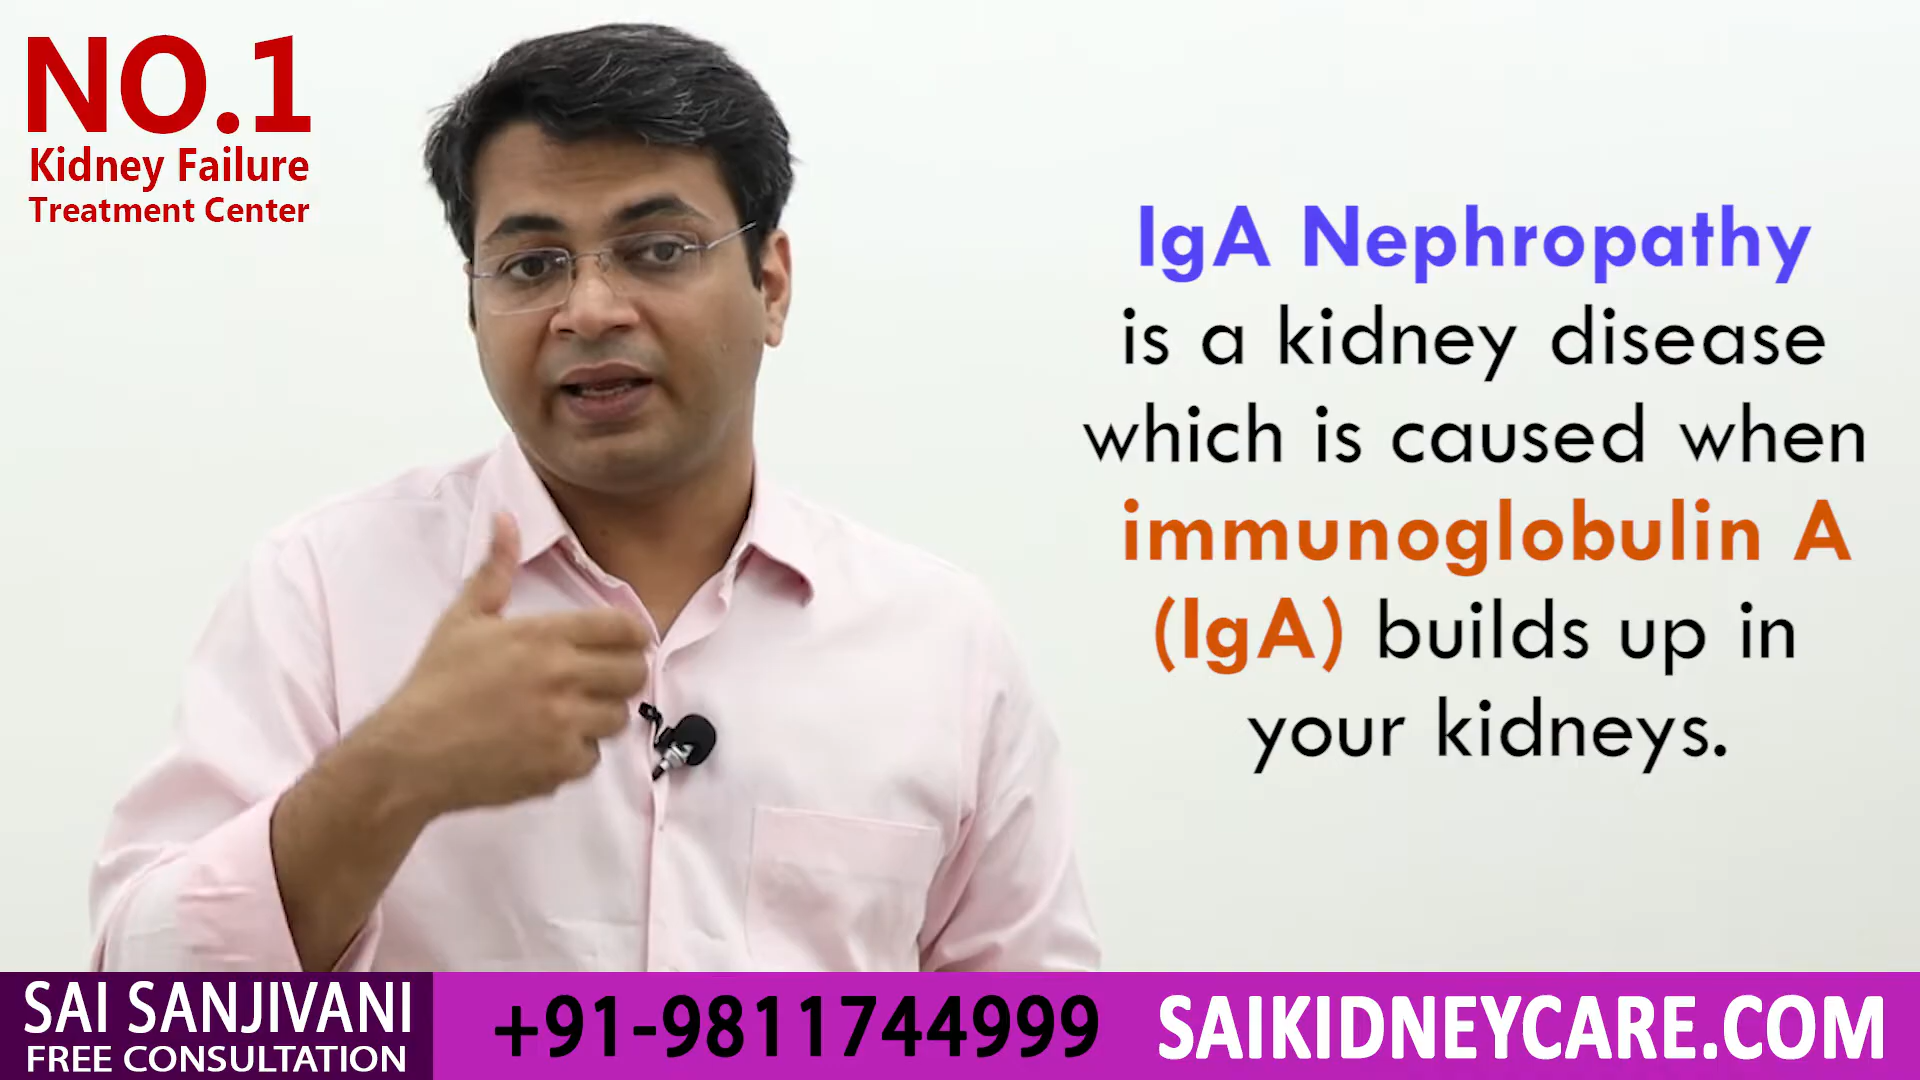 NO.1
Kidney Failure
Treatment Center
IgA Nephropathy
is a kidney disease
which is caused when
immunoglobulin A
(IgA) builds up in
your kidneys.
SAI SANJIVANI
FREE CONSULTATION
+91-9811744999
SAIKIDNEYCARE.COM